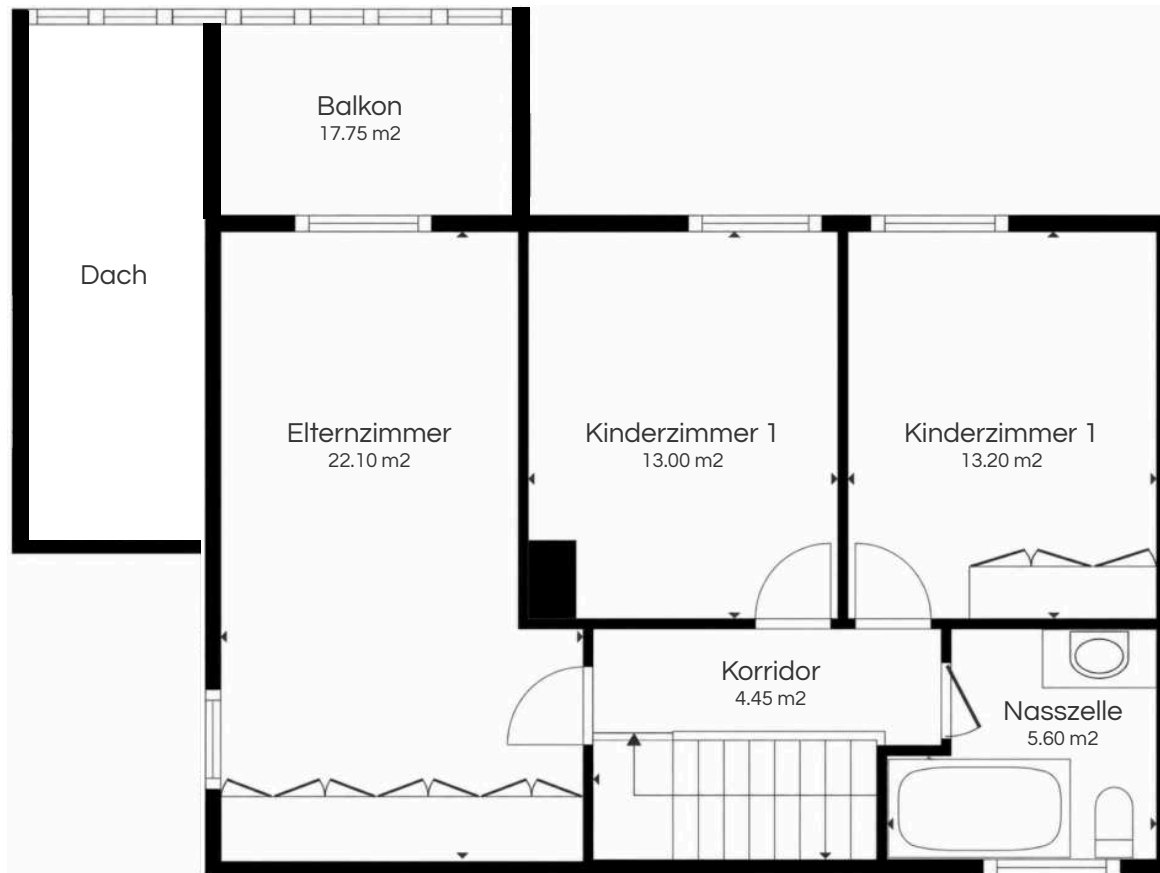 Balkon
17.75 m2
Dach
Elternzimmer
22.10 m2
Kinderzimmer 1
13.00 m2
Kinderzimmer 1
13.20 m2
Korridor
4.45 m2
Nasszelle
5.60 m2